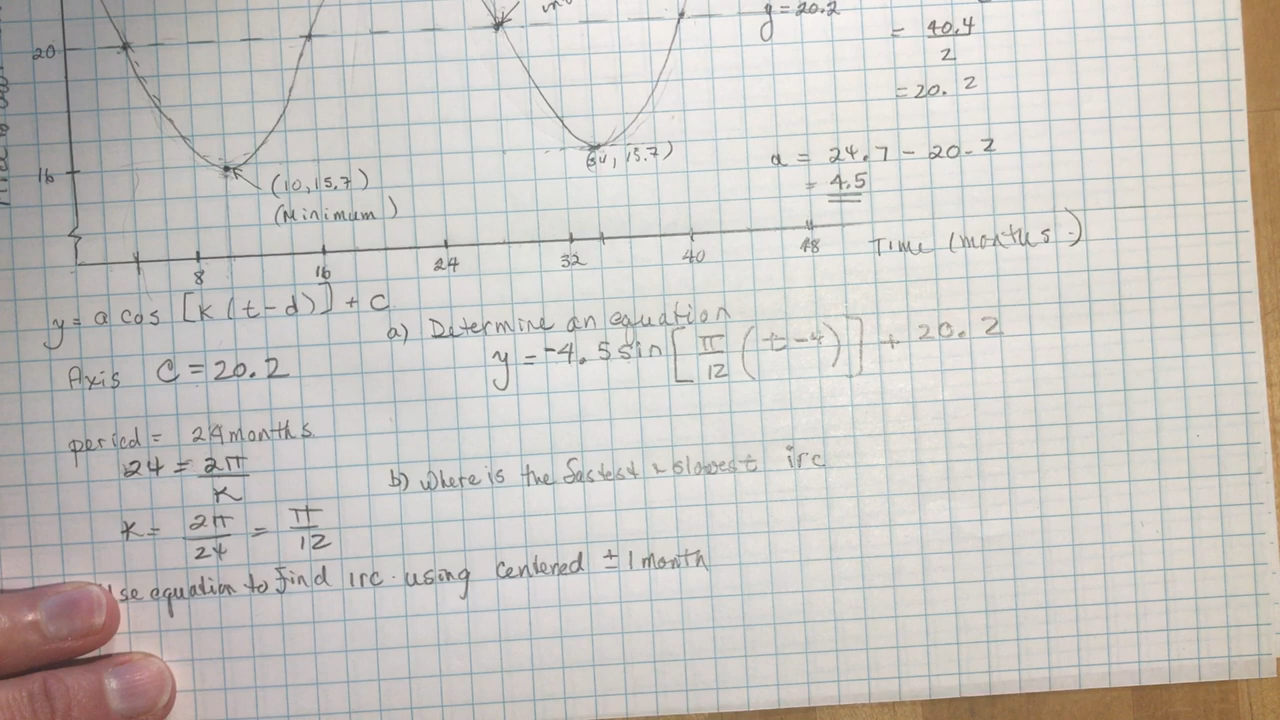 y = 20.2
= 40.4
2
= 20.2
20
a = 24.7 - 20.2
= 4.5
16
(10, 15.7)
(Minimum)
(34, 15.7)
8 16 24 32 40 48 Time (months)
y = a cos [k (t-d)] + C
a) Determine an equation
y = -4.5 sin [π/12 (t-4)] + 20.2
Axis C = 20.2
period = 24 months
24 = 2π/K
b) Where is the fastest & slowest irc
K = 2π/24 = π/12
use equation to find irc. using centered ± 1 month